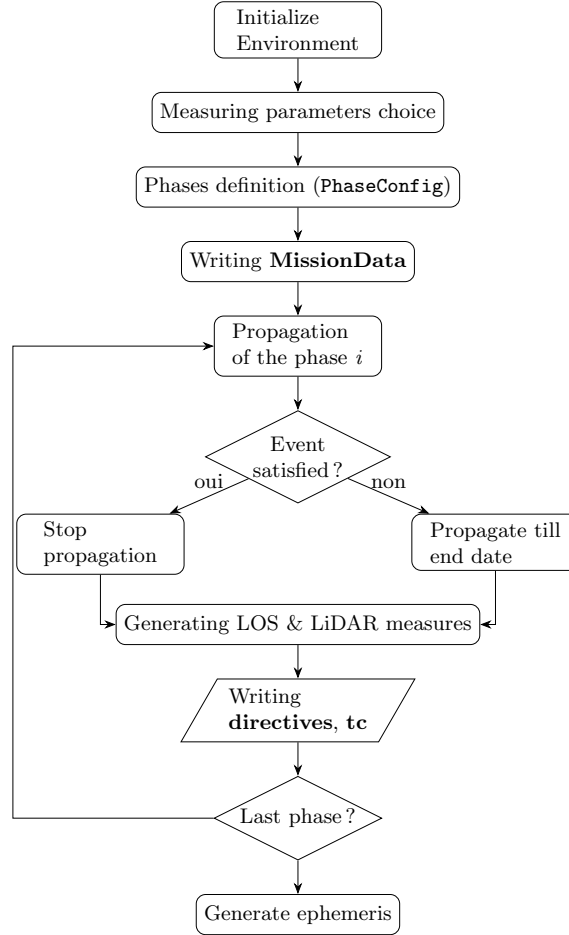 Initialize
Environment
Measuring parameters choice
Phases definition (PhaseConfig)
Writing MissionData
Propagation
of the phase i
Event
satisfied ?
oui
non
Stop
propagation
Propagate till
end date
Generating LOS & LiDAR measures
Writing
directives, tc
Last phase ?
Generate ephemeris